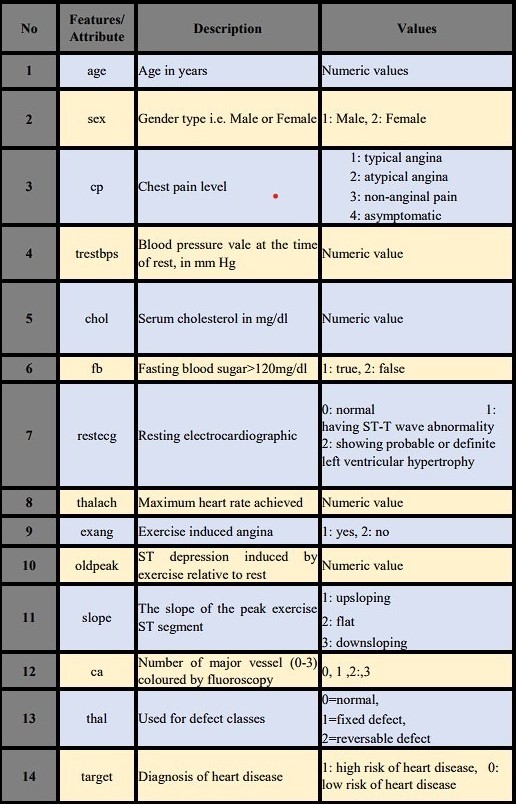 No Features/ Description Values
Attribute
1 age Age in years Numeric values
2 sex Gender type i.e. Male or Female 1: Male, 2: Female
3 cp Chest pain level 1: typical angina
2: atypical angina
3: non-anginal pain
4: asymptomatic
4 trestbps Blood pressure vale at the time Numeric value
of rest, in mm Hg
5 chol Serum cholesterol in mg/dl Numeric value
6 fb Fasting blood sugar>120mg/dl 1: true, 2: false
7 restecg Resting electrocardiographic 0: normal 1:
having ST-T wave abnormality
2: showing probable or definite
left ventricular hypertrophy
8 thalach Maximum heart rate achieved Numeric value
9 exang Exercise induced angina 1: yes, 2: no
10 oldpeak ST depression induced by Numeric value
exercise relative to rest
11 slope The slope of the peak exercise 1: upsloping
ST segment 2: flat
3: downsloping
12 ca Number of major vessel (0-3) 0, 1 ,2:,3
coloured by fluoroscopy
13 thal Used for defect classes 0=normal,
1=fixed defect,
2=reversable defect
14 target Diagnosis of heart disease 1: high risk of heart disease, 0:
low risk of heart disease